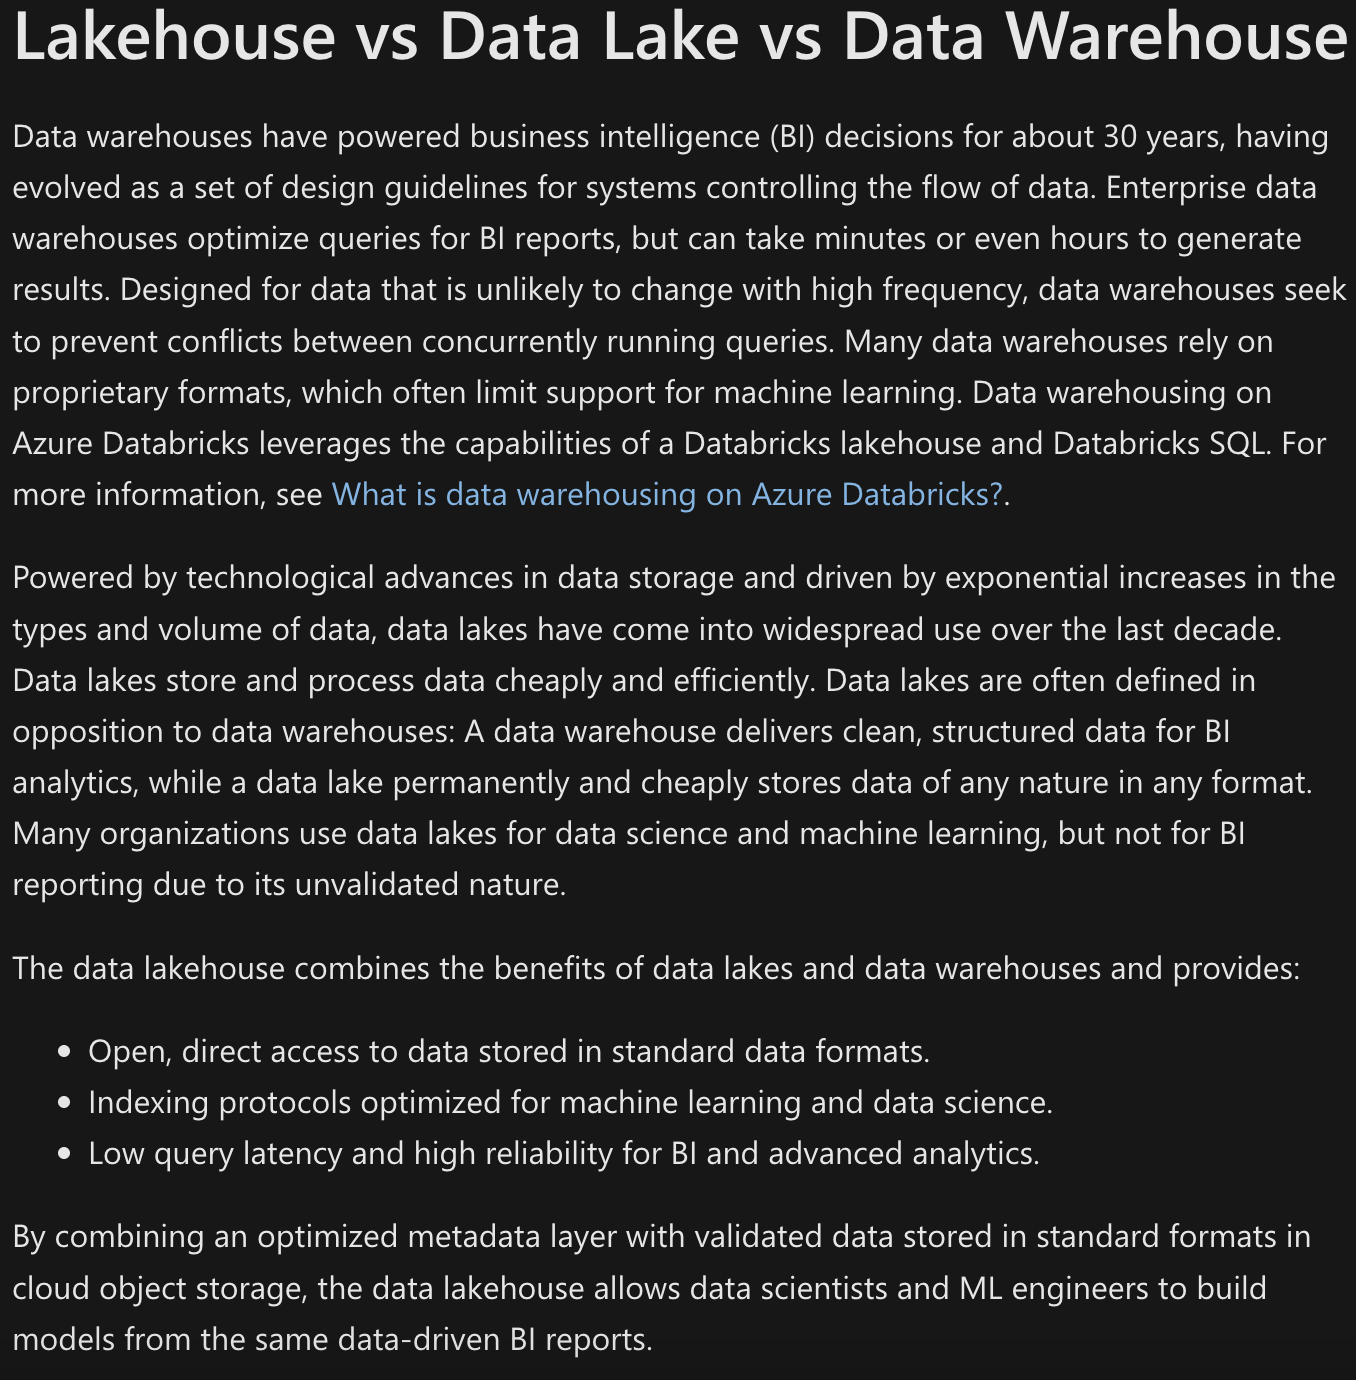 Lakehouse vs Data Lake vs Data Warehouse
Data warehouses have powered business intelligence (BI) decisions for about 30 years, having
evolved as a set of design guidelines for systems controlling the flow of data. Enterprise data
warehouses optimize queries for BI reports, but can take minutes or even hours to generate
results. Designed for data that is unlikely to change with high frequency, data warehouses seek
to prevent conflicts between concurrently running queries. Many data warehouses rely on
proprietary formats, which often limit support for machine learning. Data warehousing on
Azure Databricks leverages the capabilities of a Databricks lakehouse and Databricks SQL. For
more information, see What is data warehousing on Azure Databricks?.
Powered by technological advances in data storage and driven by exponential increases in the
types and volume of data, data lakes have come into widespread use over the last decade.
Data lakes store and process data cheaply and efficiently. Data lakes are often defined in
opposition to data warehouses: A data warehouse delivers clean, structured data for BI
analytics, while a data lake permanently and cheaply stores data of any nature in any format.
Many organizations use data lakes for data science and machine learning, but not for BI
reporting due to its unvalidated nature.
The data lakehouse combines the benefits of data lakes and data warehouses and provides:
• Open, direct access to data stored in standard data formats.
• Indexing protocols optimized for machine learning and data science.
• Low query latency and high reliability for BI and advanced analytics.
By combining an optimized metadata layer with validated data stored in standard formats in
cloud object storage, the data lakehouse allows data scientists and ML engineers to build
models from the same data-driven BI reports.